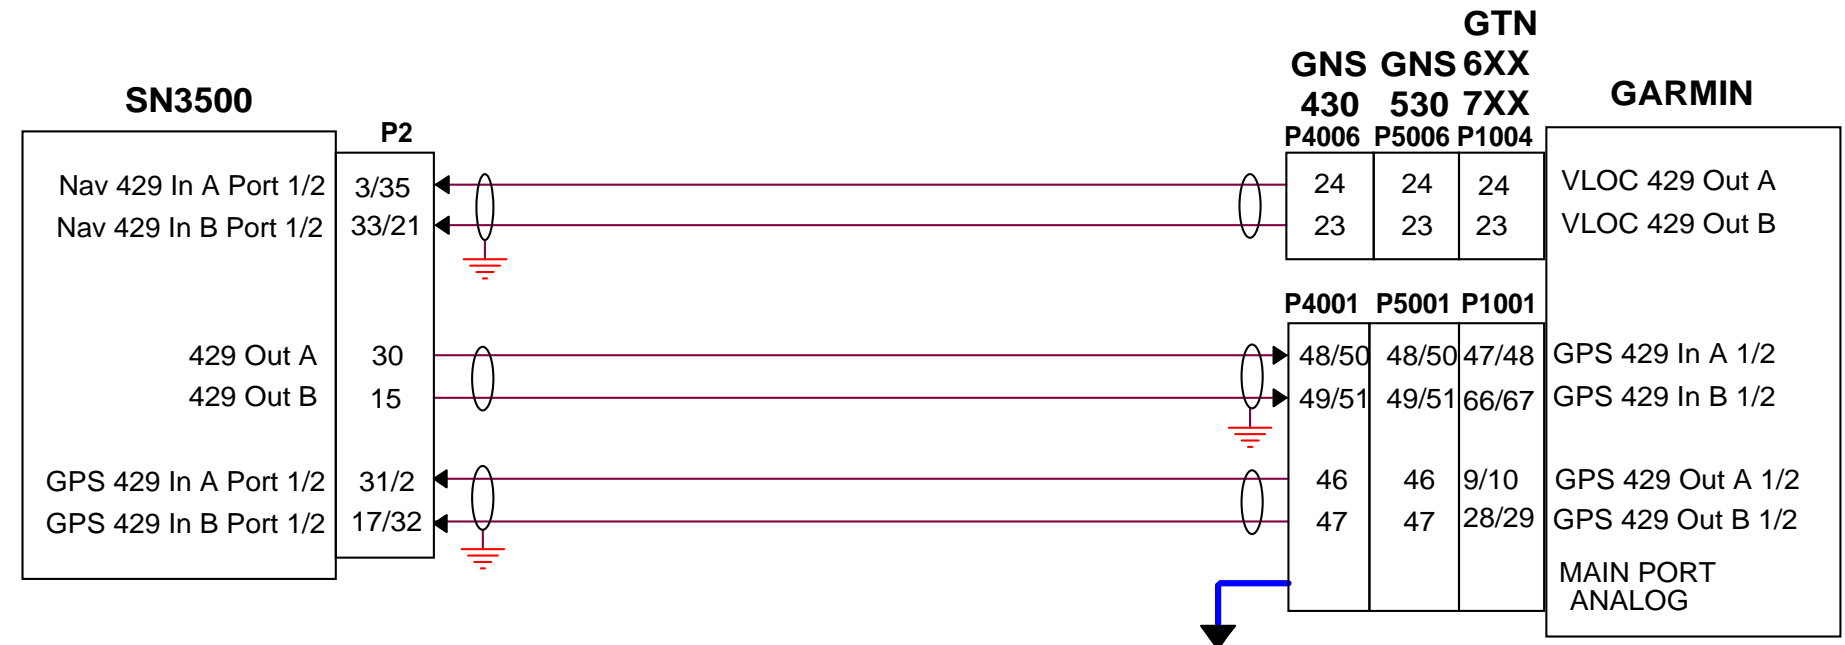 GTN
GNS GNS 6XX
430 530 7XX
SN3500 GARMIN
P2 P4006 P5006 P1004
Nav 429 In A Port 1/2 3/35 24 24 24 VLOC 429 Out A
Nav 429 In B Port 1/2 33/21 23 23 23 VLOC 429 Out B
P4001 P5001 P1001
429 Out A 30 48/50 48/50 47/48 GPS 429 In A 1/2
429 Out B 15 49/51 49/51 66/67 GPS 429 In B 1/2
GPS 429 In A Port 1/2 31/2 46 46 9/10 GPS 429 Out A 1/2
GPS 429 In B Port 1/2 17/32 47 47 28/29 GPS 429 Out B 1/2
MAIN PORT
ANALOG